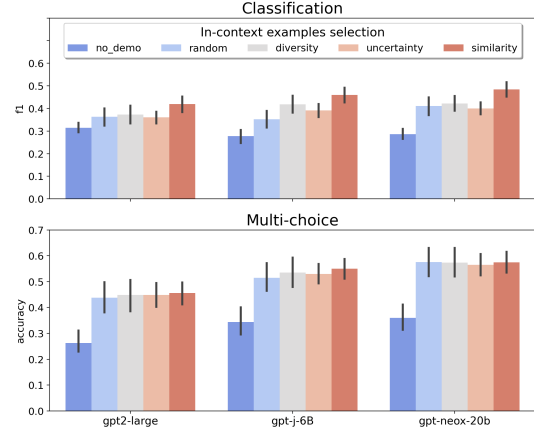 Classification
In-context examples selection
no_demo random diversity uncertainty similarity
f1
0.6
0.5
0.4
0.3
0.2
0.1
0.0
Multi-choice
accuracy
0.7
0.6
0.5
0.4
0.3
0.2
0.1
0.0
gpt2-large gpt-j-6B gpt-neox-20b